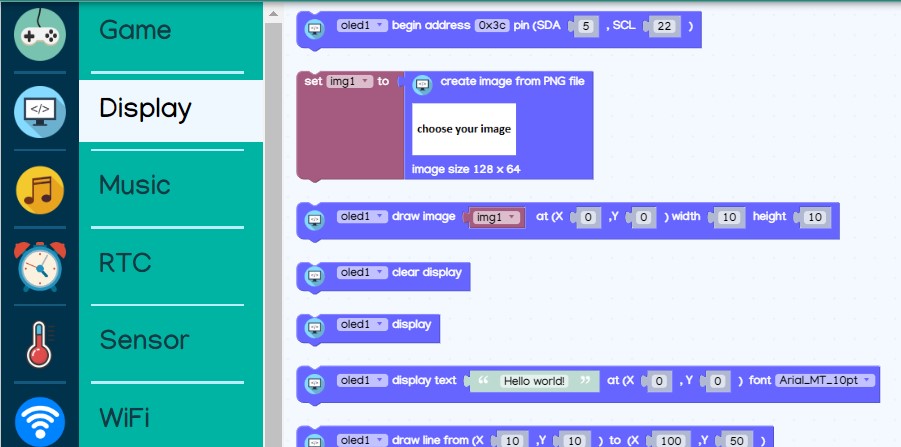 Game
Display
Music
RTC
Sensor
WiFi
oled1 begin address 0x3c pin (SDA 5 , SCL 22 )
set img1 to create image from PNG file
choose your image
image size 128 x 64
oled1 draw image img1 at (X 0 ,Y 0 ) width 10 height 10
oled1 clear display
oled1 display
oled1 display text “ Hello world! ” at (X 0 , Y 0 ) font Arial_MT_10pt
oled1 draw line from (X 10 ,Y 10 ) to (X 100 ,Y 50 )